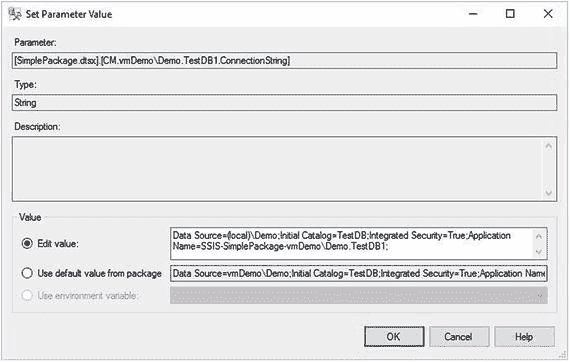 Set Parameter Value
Parameter:
[SimplePackage.dtsx].[CM.vmDemo\Demo.TestDB1.ConnectionString]
Type:
String
Description:
Value
Edit value:
Data Source=(local)\Demo;Initial Catalog=TestDB;Integrated Security=True;Application
Name=SSIS-SimplePackage-vmDemo\Demo.TestDB1;
Use default value from package
Data Source=vmDemo\Demo;Initial Catalog=TestDB;Integrated Security=True;Application Name
Use environment variable:
OK
Cancel
Help